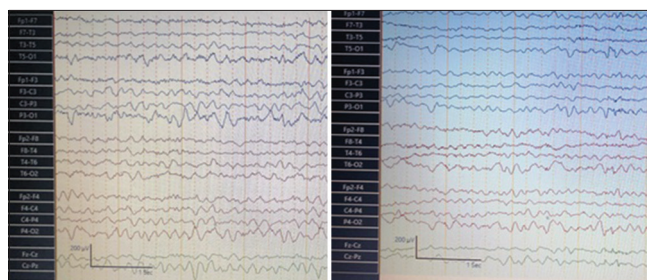 Fp1-F7
F7-T3
T3-T5
T5-O1
Fp1-F3
F3-C3
C3-P3
P3-O1
Fp2-F8
F8-T4
T4-T6
T6-O2
Fp2-F4
F4-C4
C4-P4
P4-O2
Fz-Cz
Cz-Pz
200 µV
1 Sec
Fp1-F7
F7-T3
T3-T5
T5-O1
Fp1-F3
F3-C3
C3-P3
P3-O1
Fp2-F8
F8-T4
T4-T6
T6-O2
Fp2-F4
F4-C4
C4-P4
P4-O2
Fz-Cz
Cz-Pz
200 µV
1 Sec